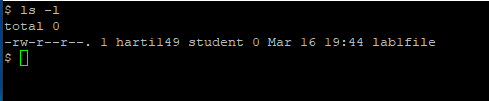 $ ls -l
total 0
-rw-r--r--. 1 harti149 student 0 Mar 16 19:44 lab1file
$